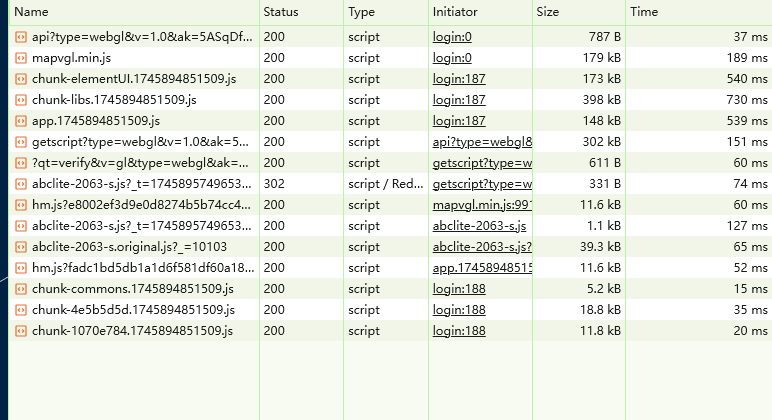 Name Status Type Initiator Size Time
api?type=webgl&v=1.0&ak=5ASqDf... 200 script login:0 787 B 37 ms
mapvgl.min.js 200 script login:0 179 kB 189 ms
chunk-elementUI.1745894851509.js 200 script login:187 173 kB 540 ms
chunk-libs.1745894851509.js 200 script login:187 398 kB 730 ms
app.1745894851509.js 200 script login:187 148 kB 539 ms
getscript?type=webgl&v=1.0&ak=5... 200 script api?type=webgl& 302 kB 151 ms
?qt=verify&v=gl&type=webgl&ak=... 200 script getscript?type=w 611 B 60 ms
abclite-2063-s.js?_t=1745895749653... 302 script / Red... getscript?type=w 331 B 74 ms
hm.js?e8002ef3d9e0d8274b5b74cc4... 200 script mapvgl.min.js:991 11.6 kB 60 ms
abclite-2063-s.js?_t=1745895749653... 200 script abclite-2063-s.js 1.1 kB 127 ms
abclite-2063-s.original.js?_=10103 200 script abclite-2063-s.js? 39.3 kB 65 ms
hm.js?fadc1bd5db1a1d6f581df60a18... 200 script app.17458948515 11.6 kB 52 ms
chunk-commons.1745894851509.js 200 script login:188 5.2 kB 15 ms
chunk-4e5b5d5d.1745894851509.js 200 script login:188 18.8 kB 35 ms
chunk-1070e784.1745894851509.js 200 script login:188 11.8 kB 20 ms